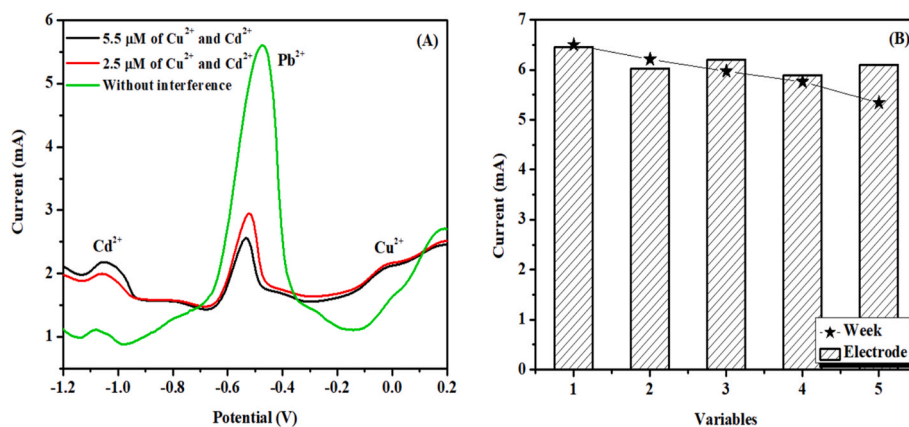 (A)
5.5 µM of Cu²⁺ and Cd²⁺
2.5 µM of Cu²⁺ and Cd²⁺
Without interference
Pb²⁺
Cd²⁺
Cu²⁺
Current (mA)
6
5
4
3
2
1
-1.2
-1.0
-0.8
-0.6
-0.4
-0.2
0.0
0.2
Potential (V)
(B)
Current (mA)
7
6
5
4
3
2
1
0
Week
Electrode
1
2
3
4
5
Variables